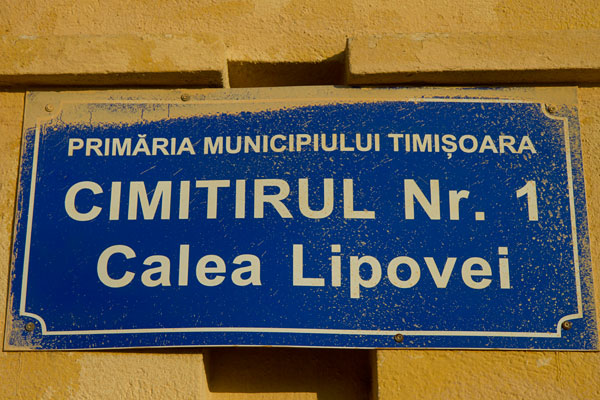 PRIMĂRIA MUNICIPIULUI TIMIȘOARA
CIMITIRUL Nr. 1
Calea Lipovei